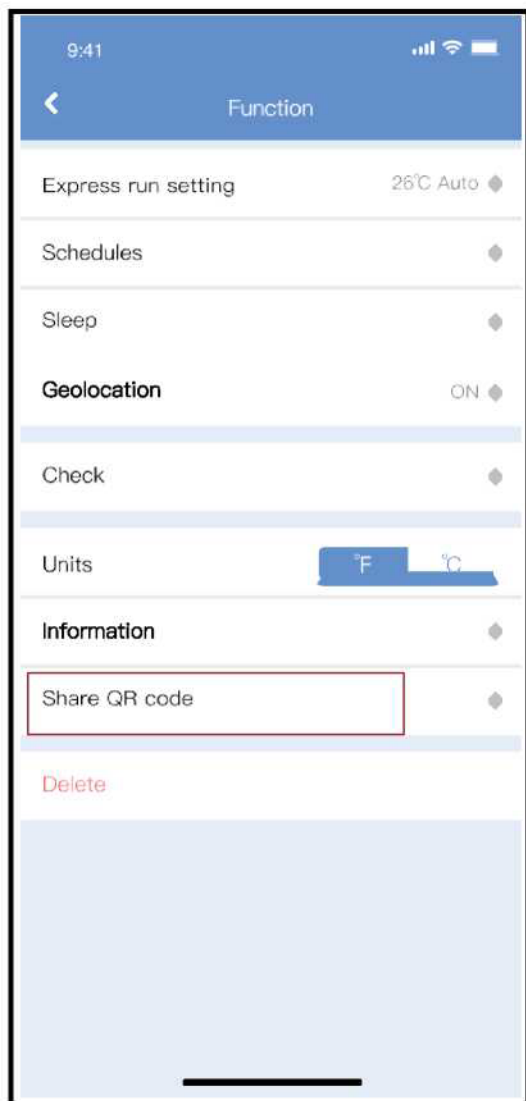 9:41
Function
Express run setting 26℃ Auto
Schedules
Sleep
Geolocation ON
Check
Units ℉ ℃
Information
Share QR code
Delete